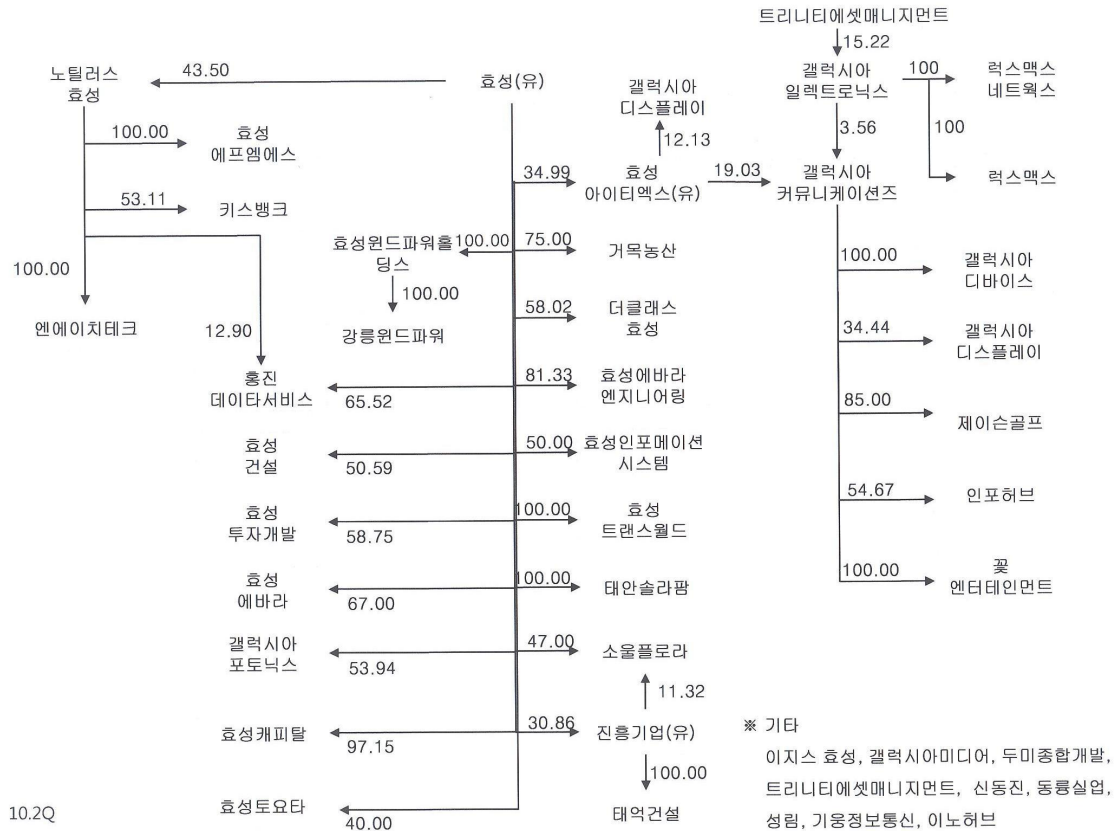 트리니티에셋매니지먼트
15.22
노틸러스
효성
43.50
효성(유)
갤럭시아
디스플레이
갤럭시아
일렉트로닉스
100
럭스맥스
네트웍스
100.00
효성
에프엠에스
12.13
3.56
100
34.99
효성
아이티엑스(유)
19.03
갤럭시아
커뮤니케이션즈
럭스맥스
53.11
키스뱅크
효성윈드파워홀
딩스
100.00
75.00
거목농산
100.00
갤럭시아
디바이스
100.00
100.00
58.02
더클래스
효성
엔에이치테크
12.90
강릉윈드파워
34.44
갤럭시아
디스플레이
홍진
데이타서비스
65.52
81.33
효성에바라
엔지니어링
85.00
제이슨골프
효성
건설
50.59
50.00
효성인포메이션
시스템
54.67
인포허브
효성
투자개발
58.75
100.00
효성
트랜스월드
100.00
꽃
엔터테인먼트
효성
에바라
67.00
100.00
태안솔라팜
갤럭시아
포토닉스
53.94
47.00
소울플로라
11.32
효성캐피탈
97.15
30.86
진흥기업(유)
100.00
태억건설
효성토요타
40.00
※ 기타
이지스 효성, 갤럭시아미디어, 두미종합개발,
트리니티에셋매니지먼트, 신동진, 동륭실업,
성림, 기웅정보통신, 이노허브
10.2Q